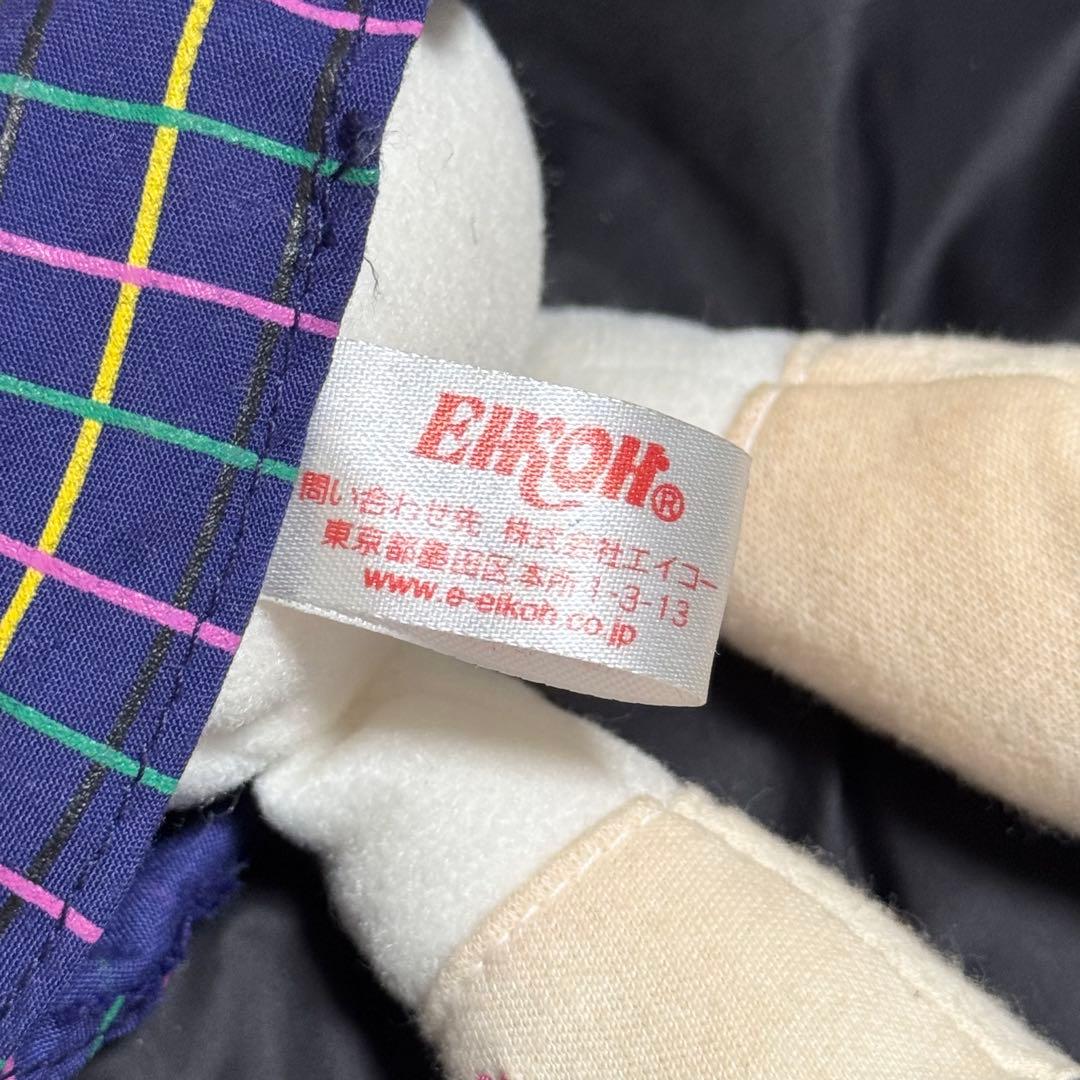 EIKOH®
問い合わせ先 株式会社エイコー
東京都墨田区本所1-3-13
www.e-eikoh.co.jp